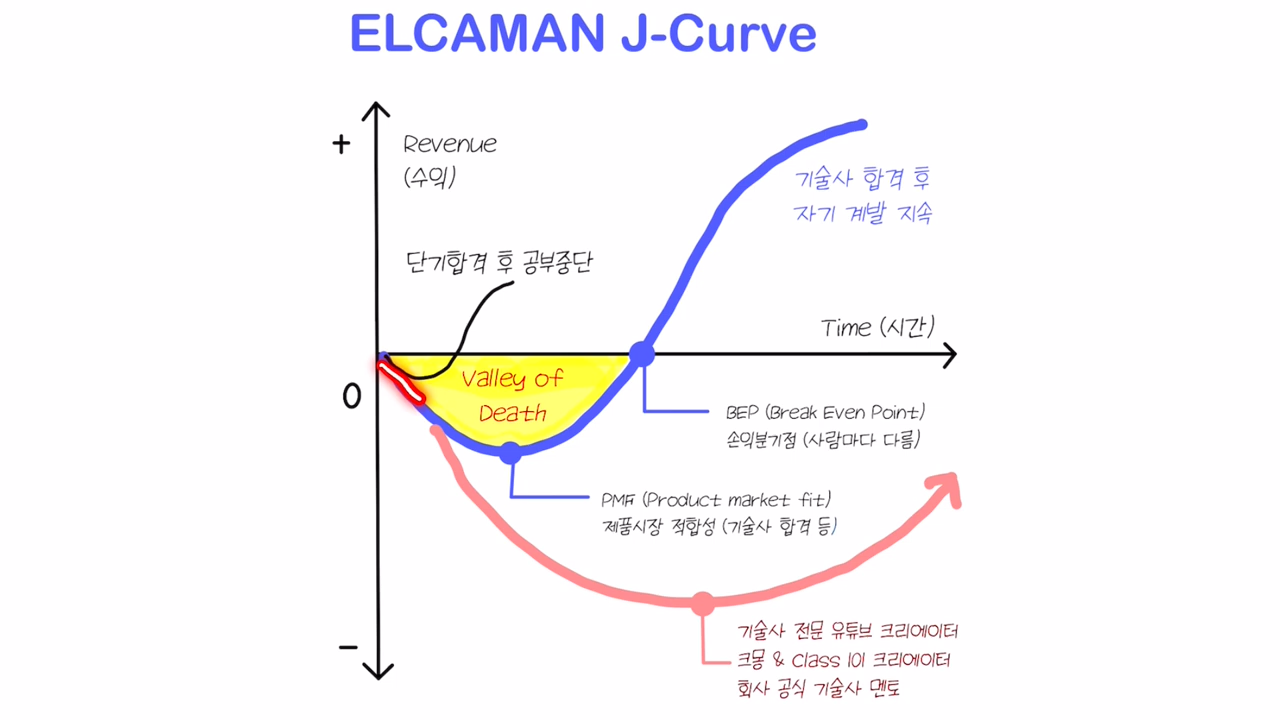 ELCAMAN J-Curve
+
Revenue
(수익)
기술사 합격 후
자기 계발 지속
단기합격 후 공부중단
Time (시간)
Valley of
Death
0
BEP (Break Even Point)
손익분기점 (사람마다 다름)
PMF (Product market fit)
제품시장 적합성 (기술사 합격 등)
기술사 전문 유튜브 크리에이터
크몽 & Class 101 크리에이터
회사 공식 기술사 멘토
-